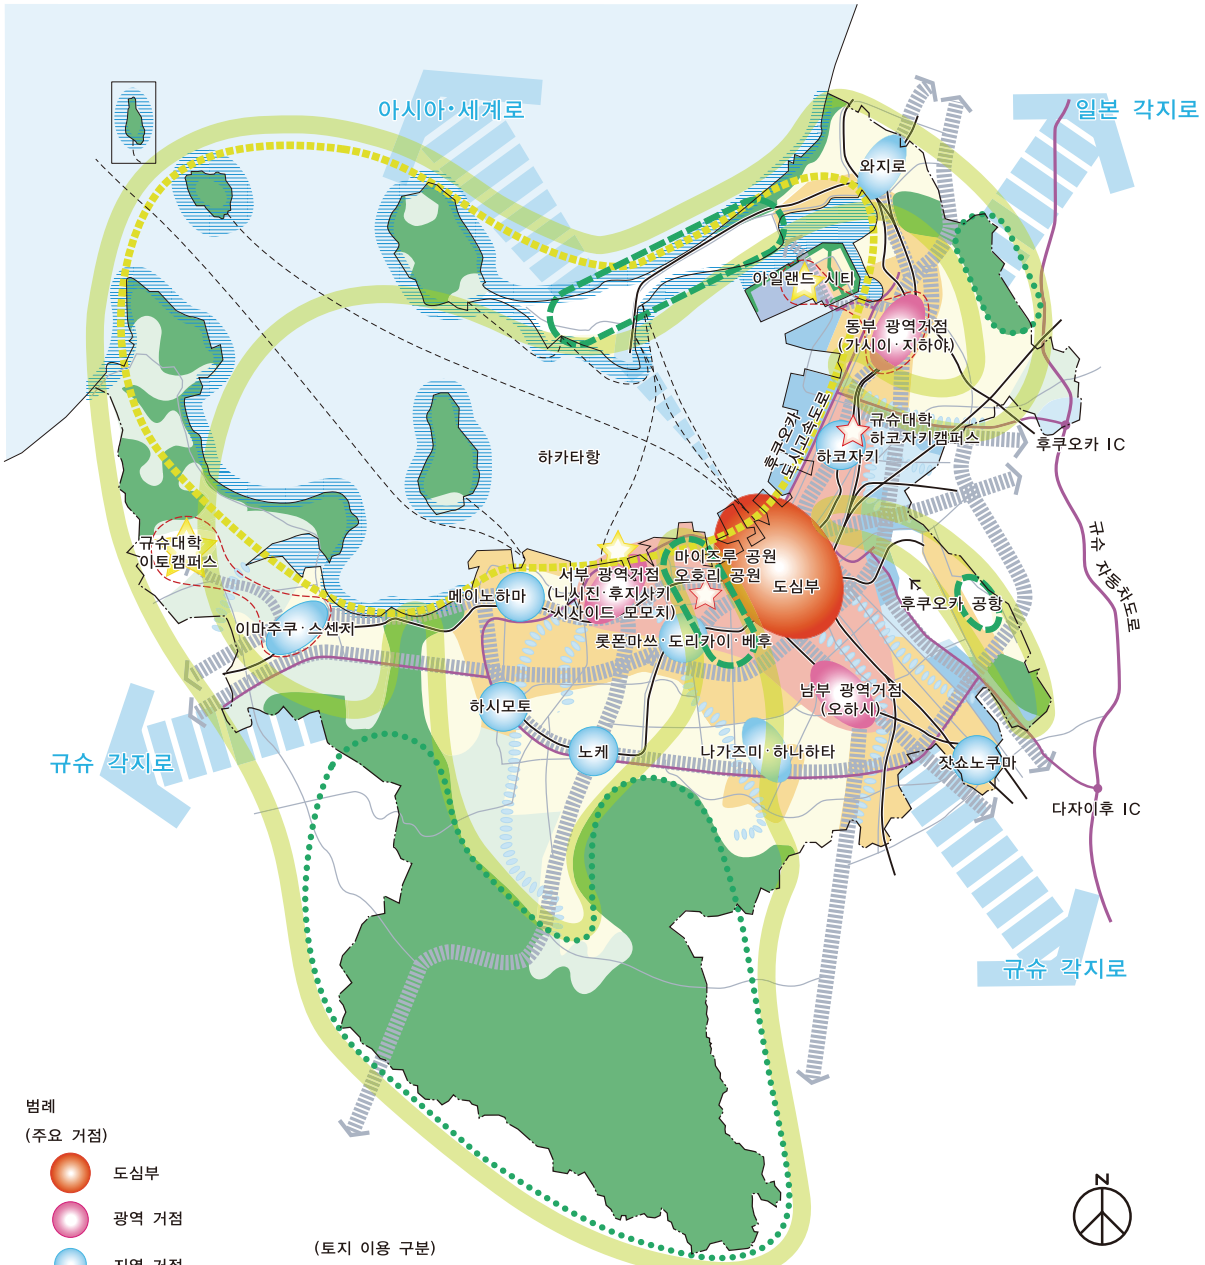 아시아·세계로
일본 각지로
와지로
아일랜드 시티
동부 광역거점
(가시이·지하야)
후쿠오카
도시고속도로
규슈대학
하코자키캠퍼스
하코자키
후쿠오카 IC
하카타항
규슈 자동차도로
규슈대학
이토캠퍼스
마이즈루 공원
오호리 공원
서부 광역거점
(니시진·후지사키
·시사이드 모모치)
도심부
메이노하마
후쿠오카 공항
이마주쿠·스센지
롯폰마쓰·도리카이·베후
남부 광역거점
(오하시)
하시모토
노케
나가즈미·하나하타
잣쇼노쿠마
규슈 각지로
다자이후 IC
규슈 각지로
범례
(주요 거점)
도심부
광역 거점
지역 거점
(토지 이용 구분)
N